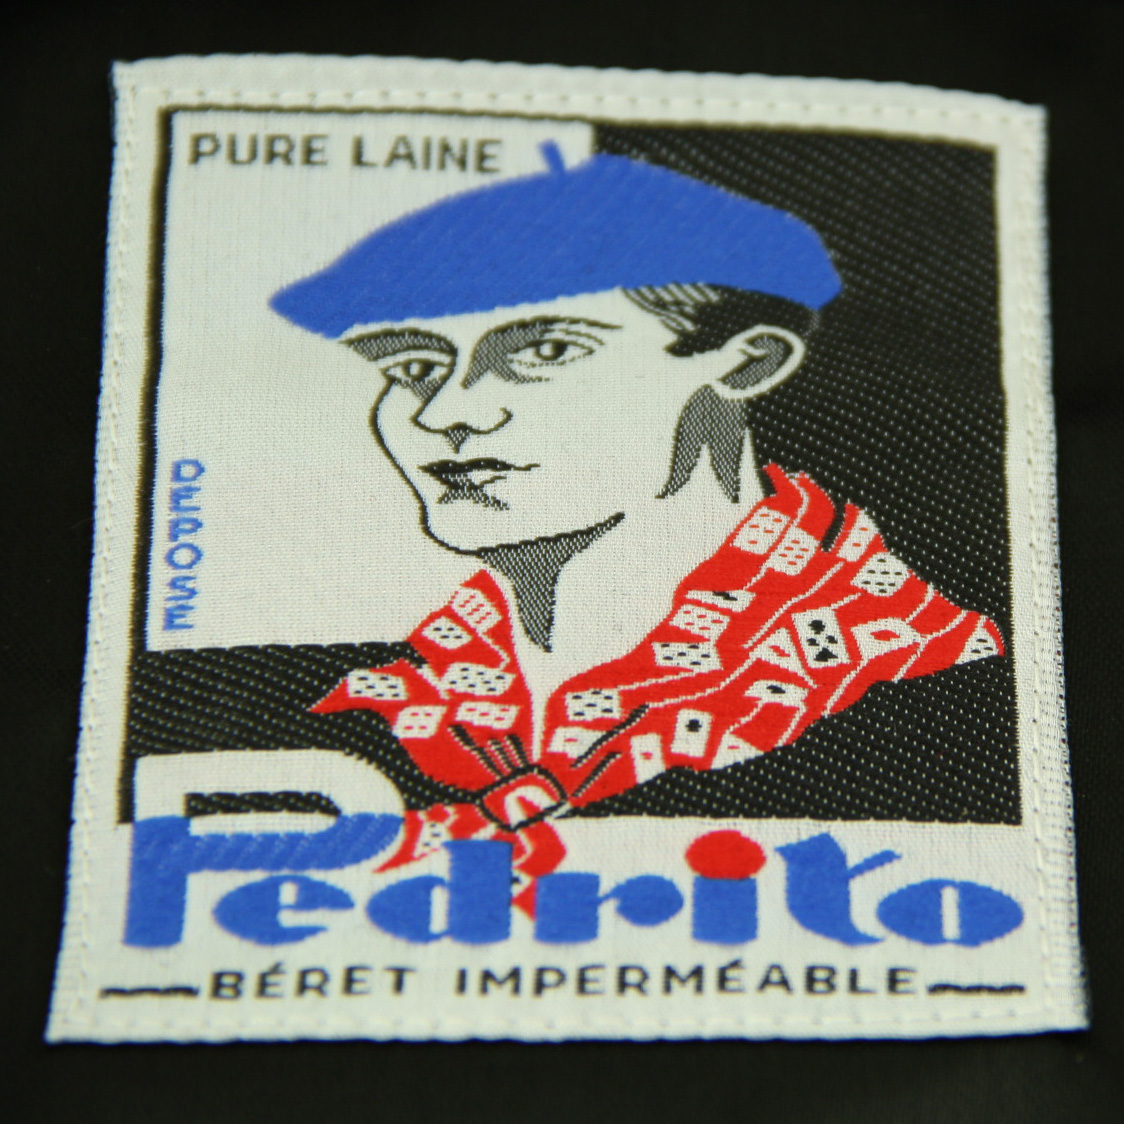 PURE LAINE
DEPOSE
Pedrito
BÉRET IMPERMÉABLE